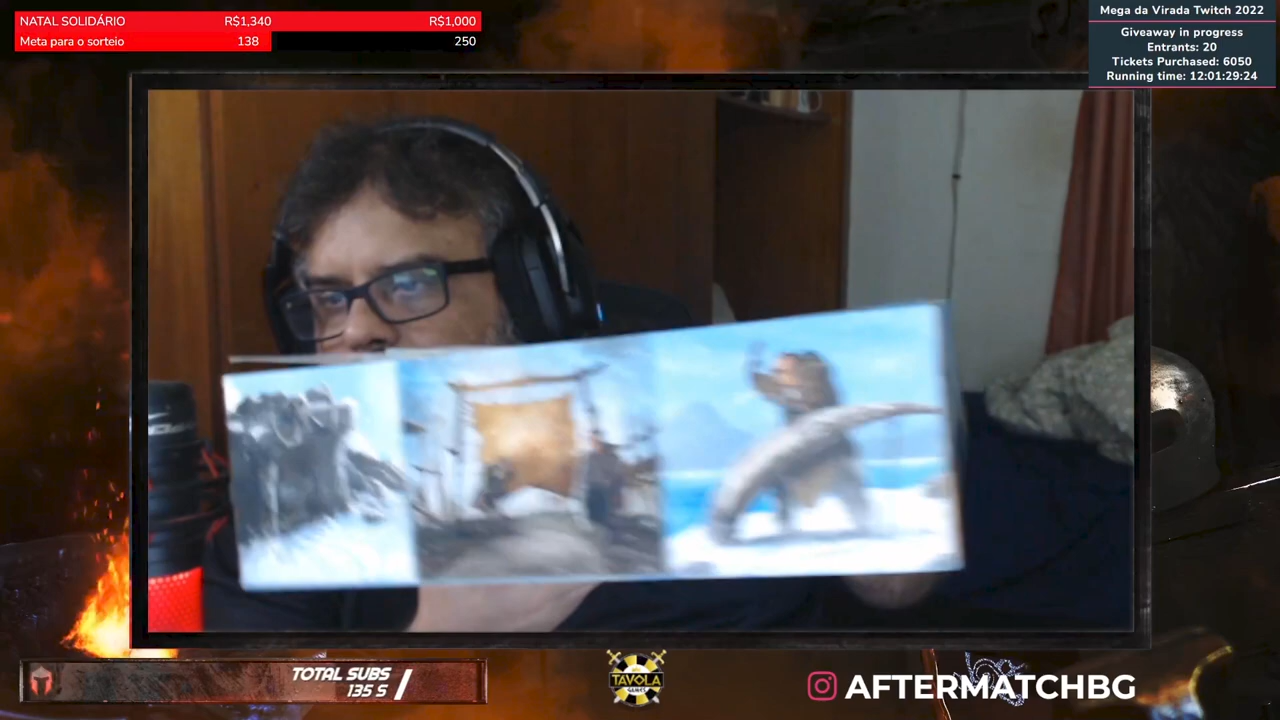 NATAL SOLIDÁRIO R$1,340 R$1,000
Meta para o sorteio 138 250
Mega da Virada Twitch 2022
Giveaway in progress
Entrants: 20
Tickets Purchased: 6050
Running time: 12:01:29:24
TOTAL SUBS
135 S
TAVOLA
GAMES
AFTERMATCHBG